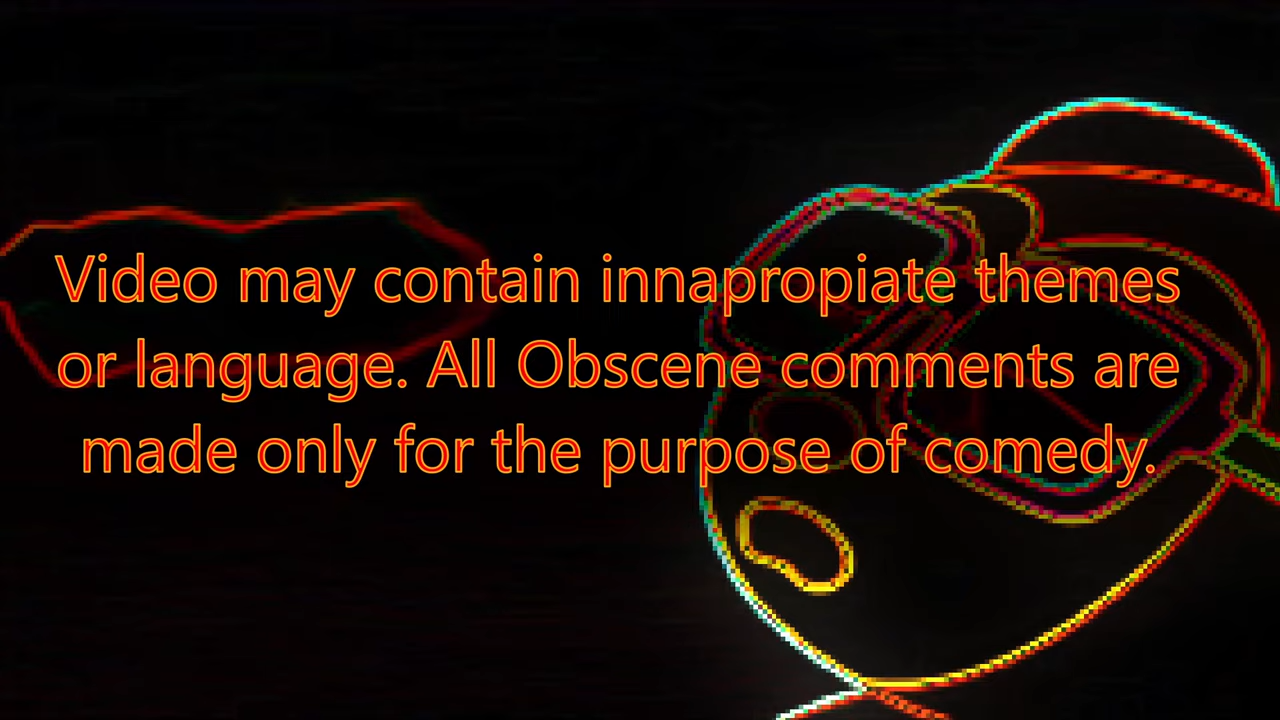 Video may contain innapropiate themes
or language. All Obscene comments are
made only for the purpose of comedy.